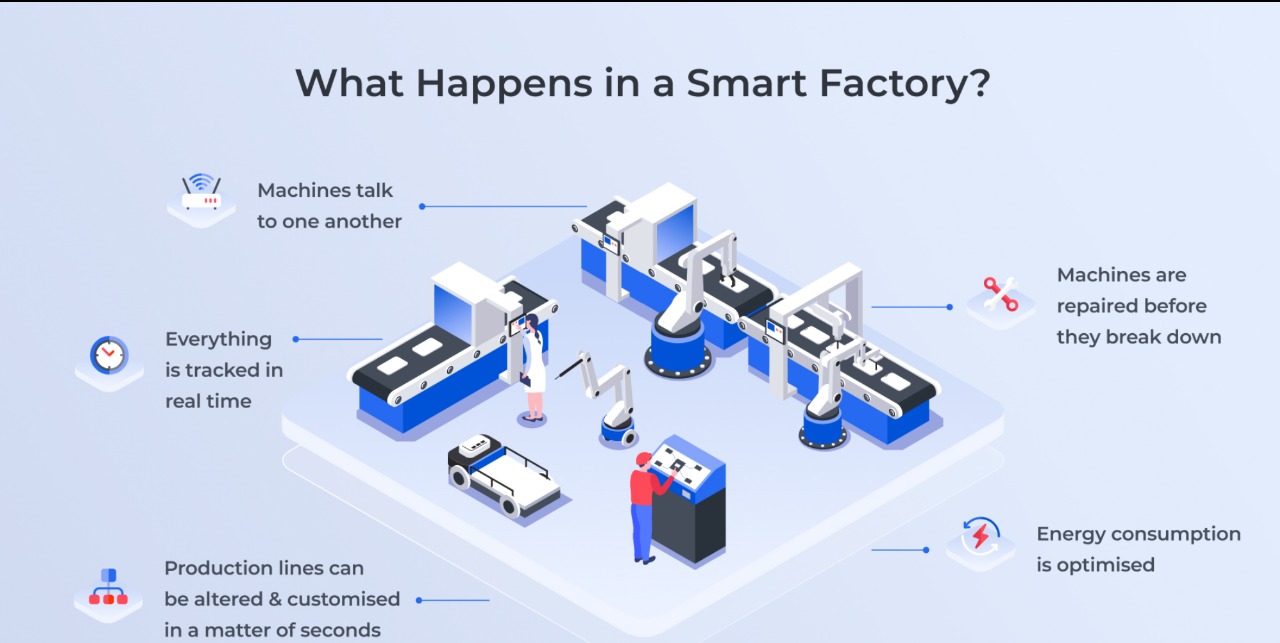 What Happens in a Smart Factory?
Machines talk
to one another
Machines are
repaired before
they break down
Everything
is tracked in
real time
Energy consumption
is optimised
Production lines can
be altered & customised
in a matter of seconds